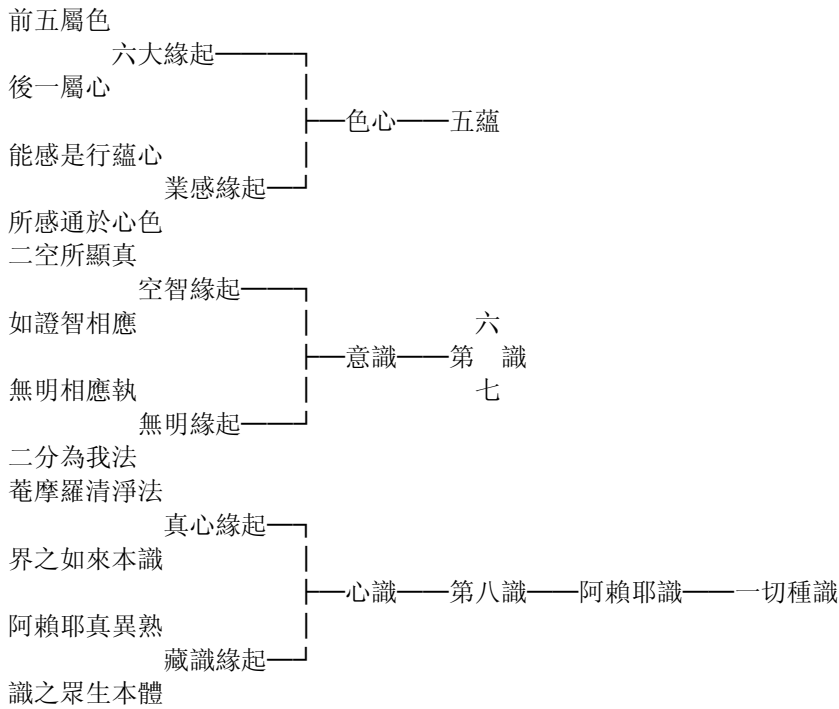 前五屬色
六大緣起
後一屬心
色心 五蘊
能感是行蘊心
業感緣起
所感通於心色
二空所顯真
空智緣起
如證智相應 六
意識 第 識
無明相應執 七
無明緣起
二分為我法
菴摩羅清淨法
真心緣起
界之如來本識
心識 第八識 阿賴耶識 一切種識
阿賴耶真異熟
藏識緣起
識之眾生本體